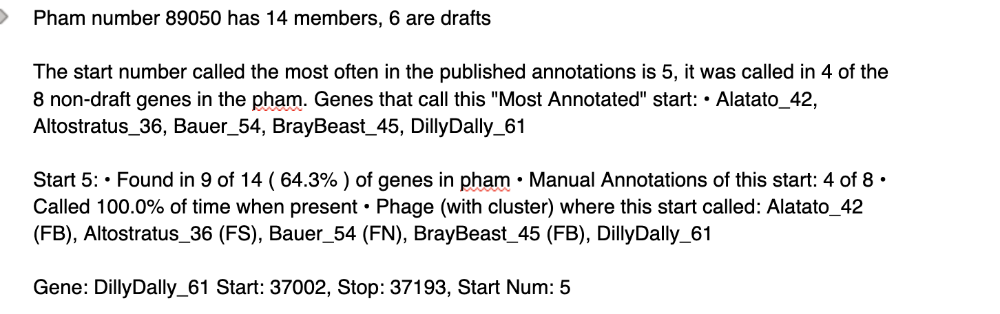 Pham number 89050 has 14 members, 6 are drafts
The start number called the most often in the published annotations is 5, it was called in 4 of the
8 non-draft genes in the pham. Genes that call this "Most Annotated" start: • Alatato_42,
Altostratus_36, Bauer_54, BrayBeast_45, DillyDally_61
Start 5: • Found in 9 of 14 ( 64.3% ) of genes in pham • Manual Annotations of this start: 4 of 8 •
Called 100.0% of time when present • Phage (with cluster) where this start called: Alatato_42
(FB), Altostratus_36 (FS), Bauer_54 (FN), BrayBeast_45 (FB), DillyDally_61
Gene: DillyDally_61 Start: 37002, Stop: 37193, Start Num: 5